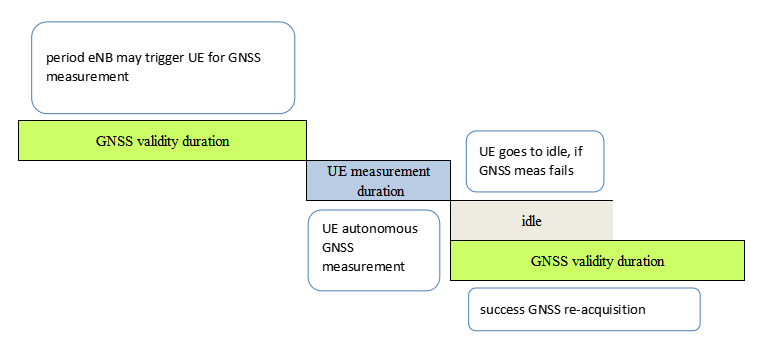 period eNB may trigger UE for GNSS
measurement
GNSS validity duration
UE measurement
duration
UE goes to idle, if
GNSS meas fails
UE autonomous
GNSS
measurement
idle
GNSS validity duration
success GNSS re-acquisition